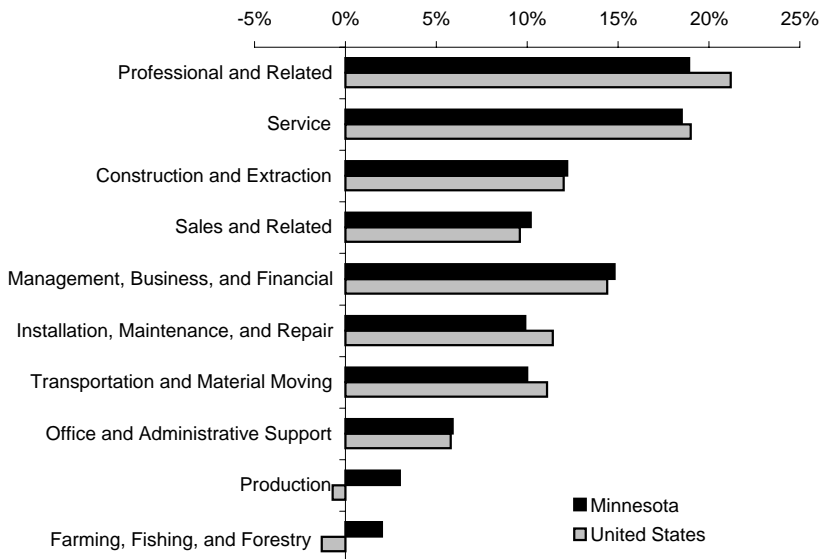 -5% 0% 5% 10% 15% 20% 25%
Professional and Related
Service
Construction and Extraction
Sales and Related
Management, Business, and Financial
Installation, Maintenance, and Repair
Transportation and Material Moving
Office and Administrative Support
Production
Farming, Fishing, and Forestry
Minnesota
United States